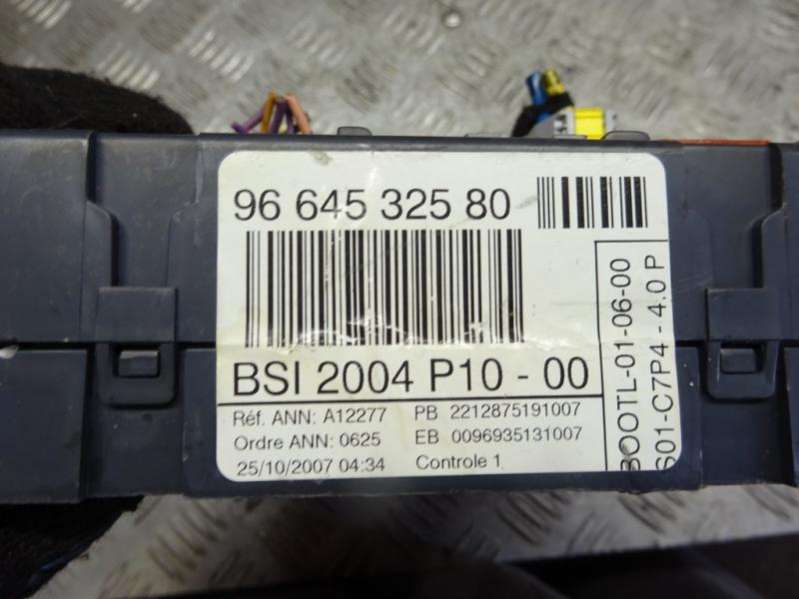 96 645 325 80
BSI 2004 P10 - 00
Réf. ANN: A12277 PB 2212875191007
Ordre ANN: 0625 EB 0096935131007
25/10/2007 04:34 Controle 1
BOOTL-01-06-00
S01-C7P4 - 4.0 P